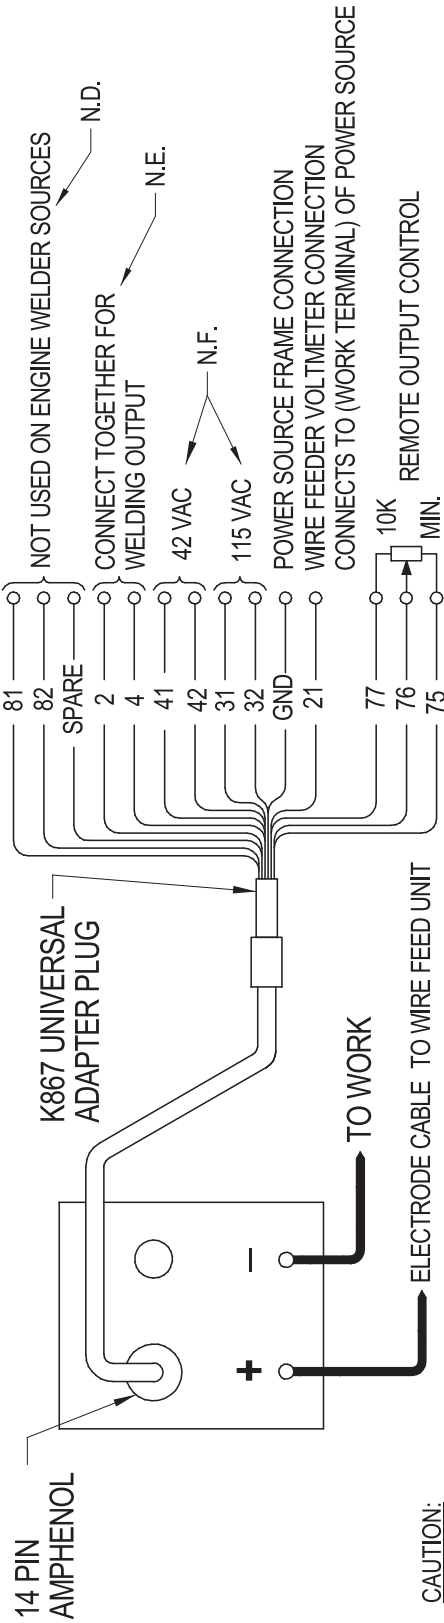 14 PIN
AMPHENOL
K867 UNIVERSAL
ADAPTER PLUG
81
82
SPARE
2
4
41
42
31
32
GND
21
77
76
75
NOT USED ON ENGINE WELDER SOURCES
N.D.
CONNECT TOGETHER FOR
WELDING OUTPUT
N.E.
42 VAC
115 VAC
N.F.
POWER SOURCE FRAME CONNECTION
WIRE FEEDER VOLTMETER CONNECTION
CONNECTS TO (WORK TERMINAL) OF POWER SOURCE
10K
REMOTE OUTPUT CONTROL
MIN.
+
−
TO WORK
ELECTRODE CABLE TO WIRE FEED UNIT
CAUTION: